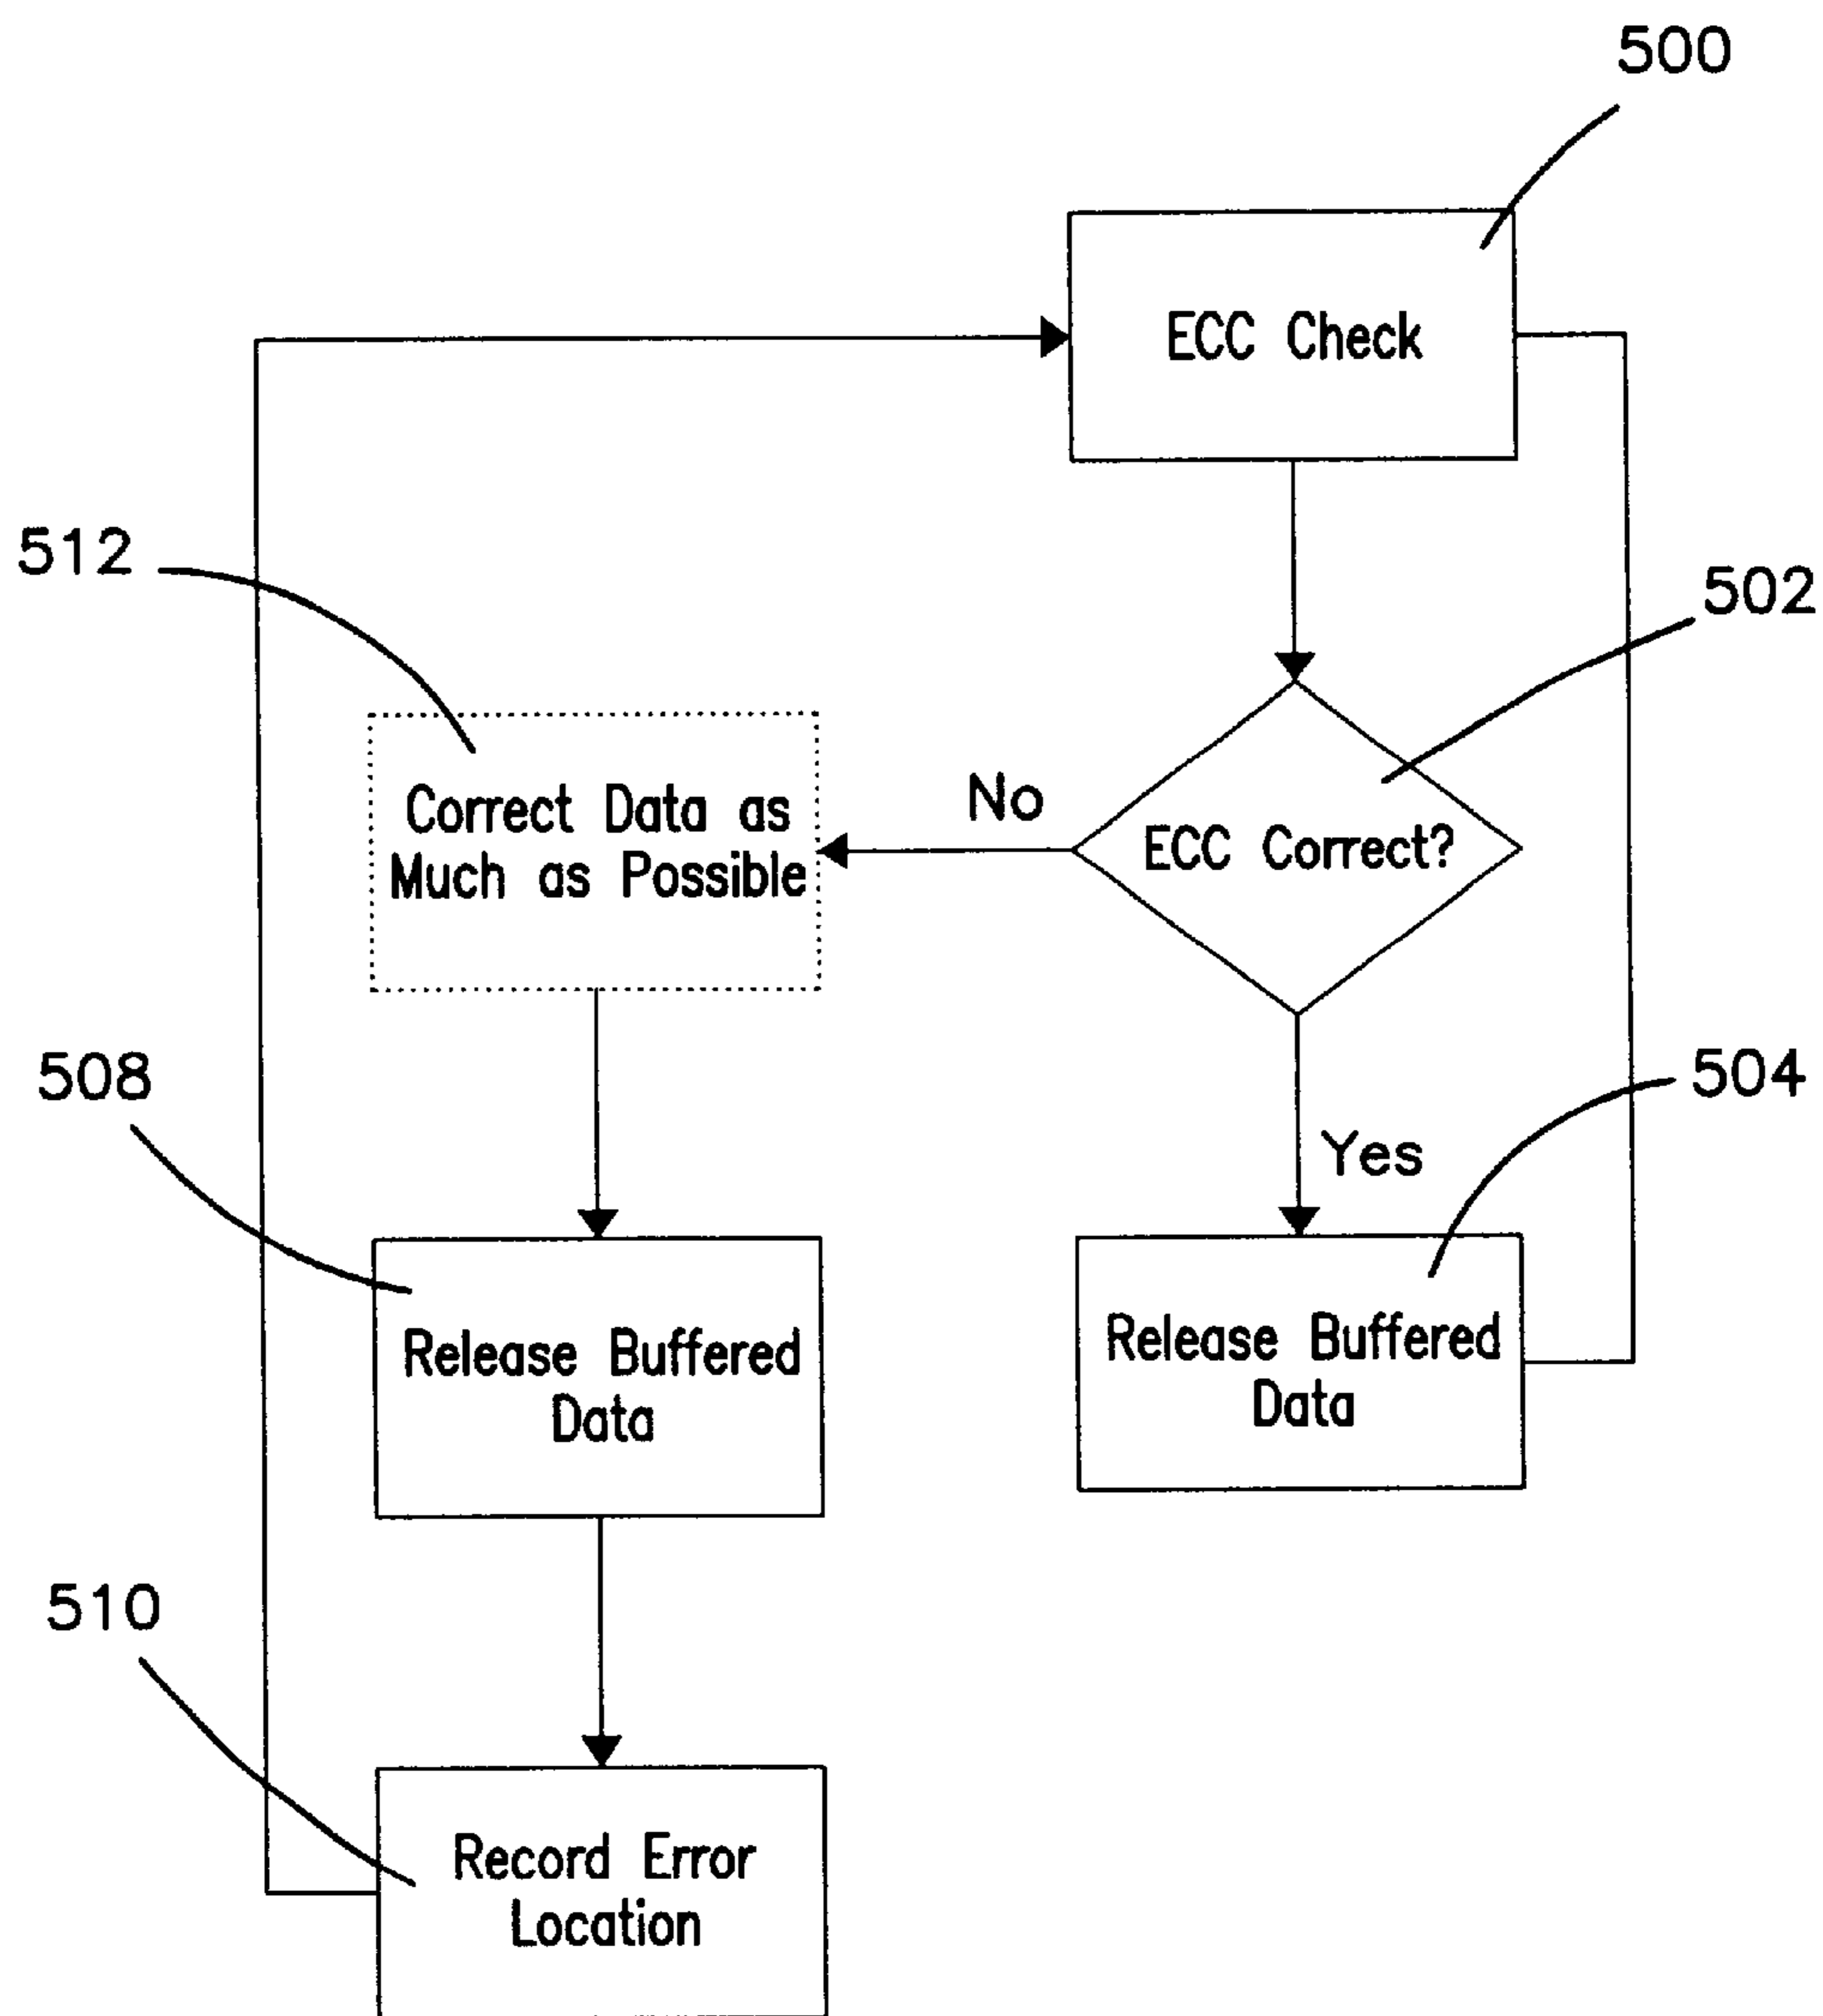 500
ECC Check
512
502
No
Correct Data as
Much as Possible
ECC Correct?
508
504
Yes
Release Buffered
Data
Release Buffered
Data
510
Record Error
Location